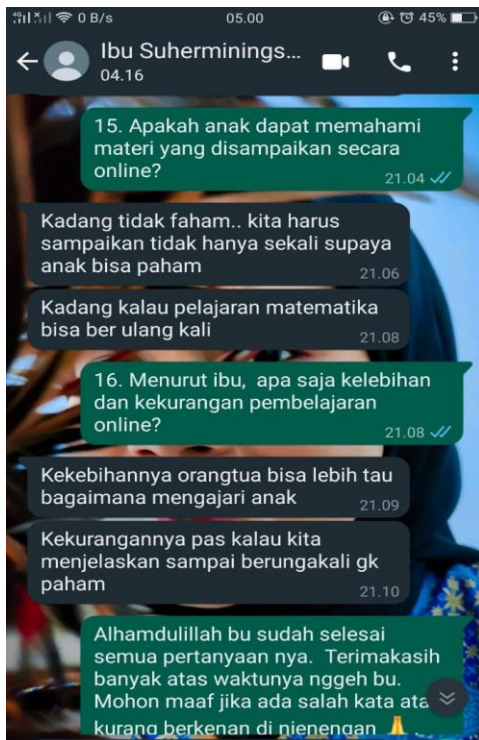 0 B/s
05.00
45%
Ibu Suherminings...
04.16
15. Apakah anak dapat memahami
materi yang disampaikan secara
online?
21.04
Kadang tidak faham.. kita harus
sampaikan tidak hanya sekali supaya
anak bisa paham
21.06
Kadang kalau pelajaran matematika
bisa ber ulang kali
21.08
16. Menurut ibu, apa saja kelebihan
dan kekurangan pembelajaran
online?
21.08
Kekebihannya orangtua bisa lebih tau
bagaimana mengajari anak
21.09
Kekurangannya pas kalau kita
menjelaskan sampai berungakali gk
paham
21.10
Alhamdulillah bu sudah selesai
semua pertanyaan nya. Terimakasih
banyak atas waktunya nggeh bu.
Mohon maaf jika ada salah kata
kurang berkenan di njenengan 🙏